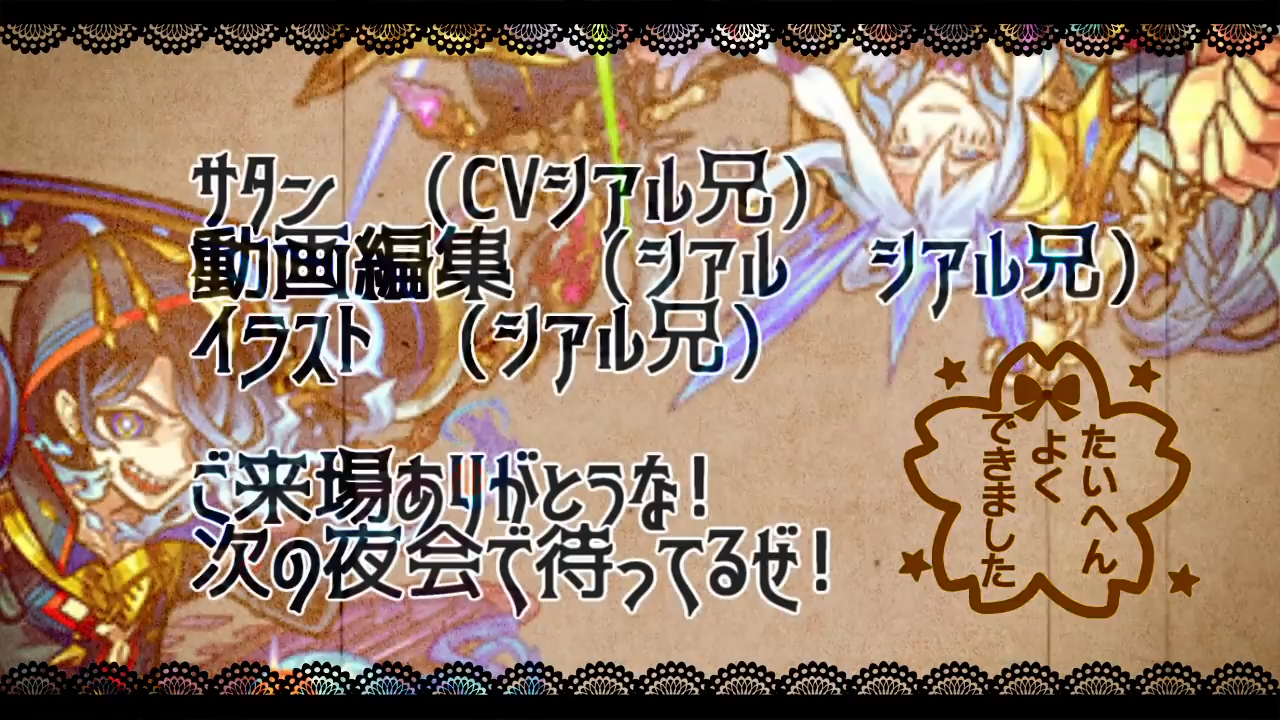 サタン　（CVシアル兄）
動画編集　（シアル　シアル兄）
イラスト　（シアル兄）
ご来場ありがとうな！
次の夜会で待ってるぜ！
たいへん
よく
できました